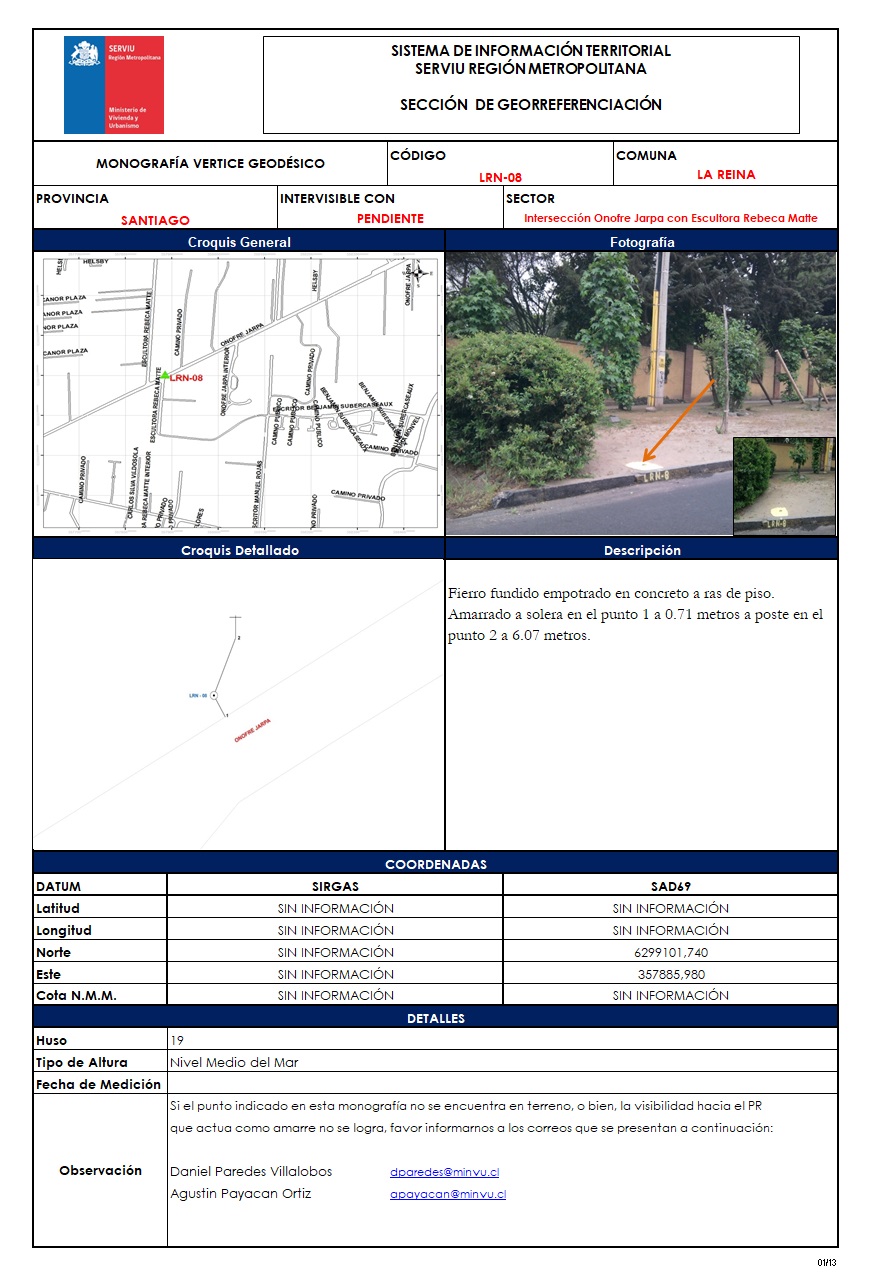 SERVIU
Región Metropolitana
Ministerio de
Vivienda y
Urbanismo
SISTEMA DE INFORMACIÓN TERRITORIAL
SERVIU REGIÓN METROPOLITANA
SECCIÓN DE GEORREFERENCIACIÓN
MONOGRAFÍA VERTICE GEODÉSICO
CÓDIGO
LRN-08
COMUNA
LA REINA
PROVINCIA
SANTIAGO
INTERVISIBLE CON
PENDIENTE
SECTOR
Intersección Onofre Jarpa con Escultora Rebeca Matte
Croquis General
Fotografía
HELSBY
HELSBY
ONOFRE JARPA
CANOR PLAZA
ANOR PLAZA
NOR PLAZA
CANOR PLAZA
ESCULTORA REBECA MATTE
CAMINO PRIVADO
ONOFRE JARPA
ONOFRE JARPA INTERIOR
CAMINO PRIVADO
LRN-08
ESCULTORA REBECA MATTE
CAMINO PUBLICO
CAMINO PUBLICO
CAMINO PUBLICO
ESCRITOR BENJAMIN SUBERCASEAUX
BENJAMIN SUBERCASEAUX
CAMINO PRIVADO
CAMINO PRIVADO
CARLOS SILVA VILDOSOLA
DA REBECA MATTE INTERIOR
CAMINO PRIVADO
LORES
ESCRITOR MANUEL ROJAS
NO PRIVADO
CAMINO PRIVADO
LRN-8
LRN-8
Croquis Detallado
Descripción
2
LRN - 08
1
ONOFRE JARPA
Fierro fundido empotrado en concreto a ras de piso.
Amarrado a solera en el punto 1 a 0.71 metros a poste en el
punto 2 a 6.07 metros.
COORDENADAS
DATUM SIRGAS SAD69
Latitud SIN INFORMACIÓN SIN INFORMACIÓN
Longitud SIN INFORMACIÓN SIN INFORMACIÓN
Norte SIN INFORMACIÓN 6299101,740
Este SIN INFORMACIÓN 357885,980
Cota N.M.M. SIN INFORMACIÓN SIN INFORMACIÓN
DETALLES
Huso 19
Tipo de Altura Nivel Medio del Mar
Fecha de Medición
Observación
Si el punto indicado en esta monografía no se encuentra en terreno, o bien, la visibilidad hacia el PR
que actua como amarre no se logra, favor informarnos a los correos que se presentan a continuación:
Daniel Paredes Villalobos dparedes@minvu.cl
Agustin Payacan Ortiz apayacan@minvu.cl
01/13